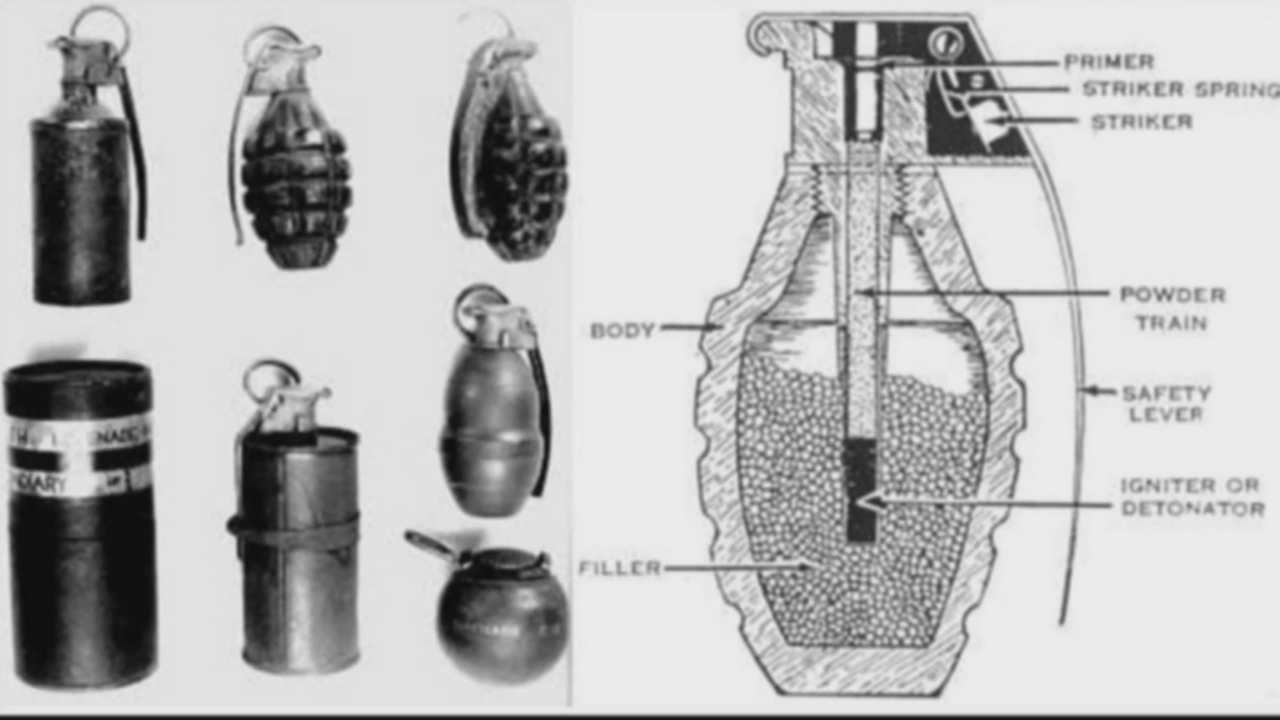 PRIMER
STRIKER SPRING
STRIKER
POWDER
TRAIN
BODY
SAFETY
LEVER
IGNITER OR
DETONATOR
FILLER